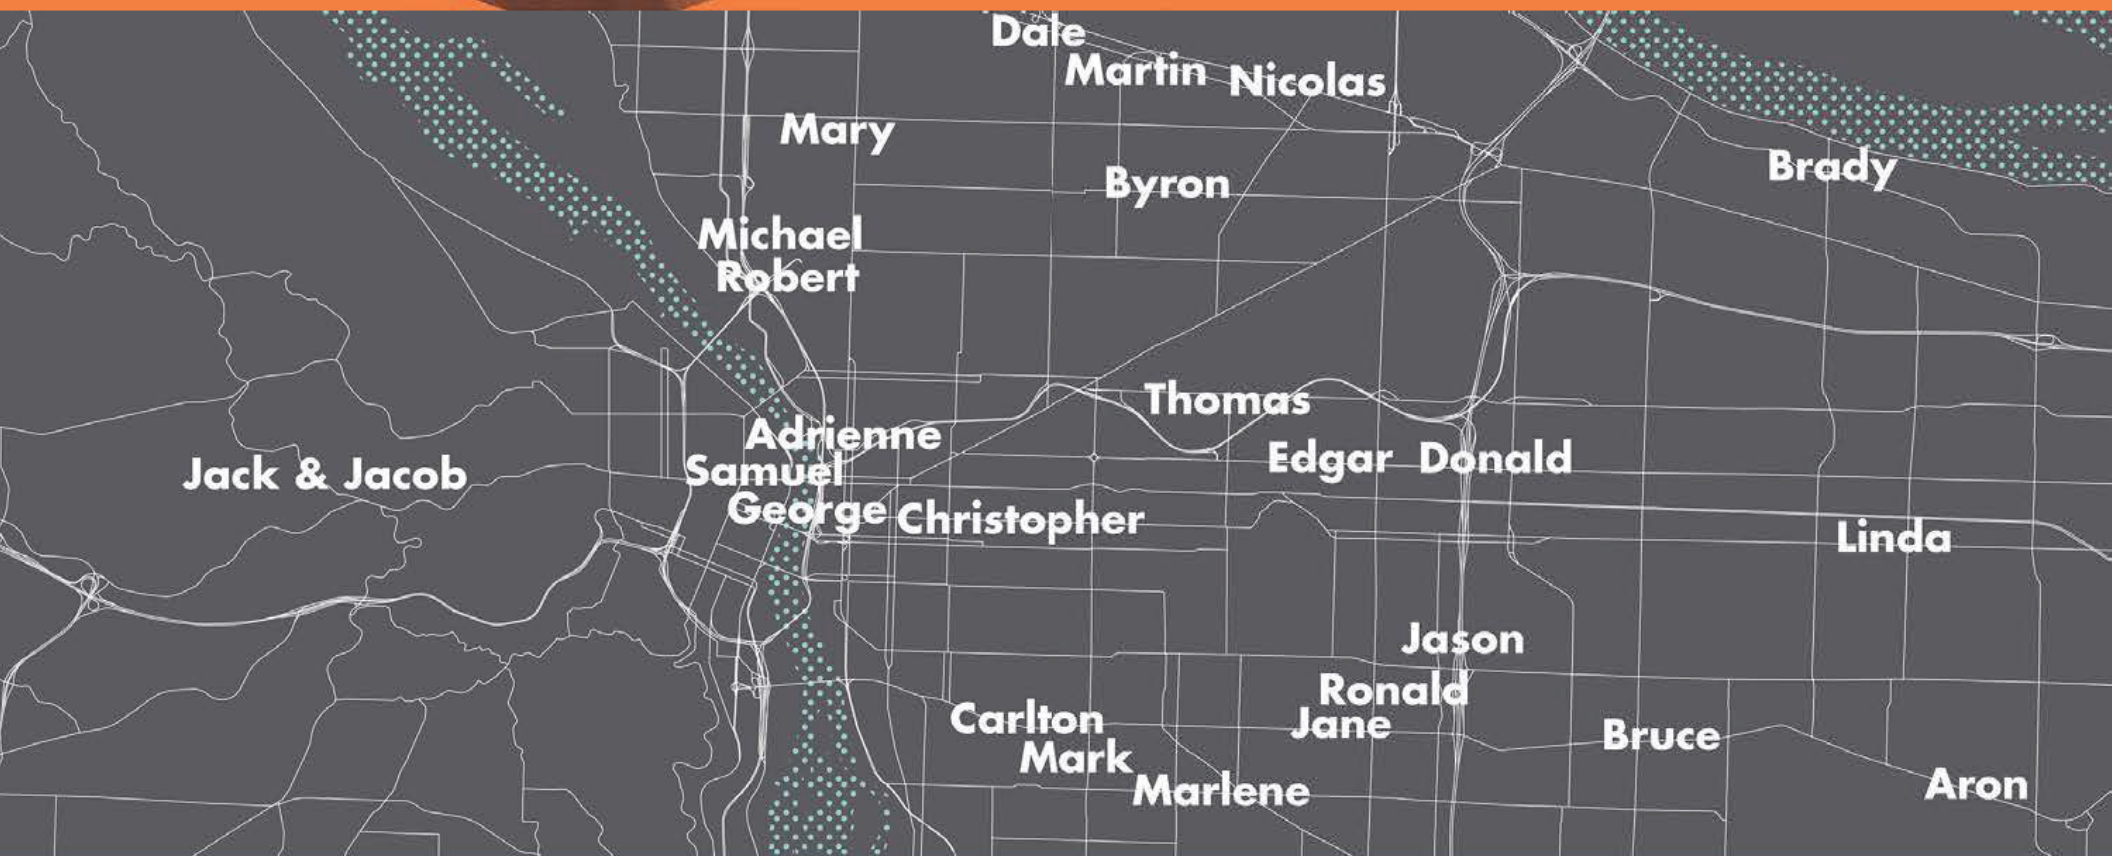 Dale
Martin
Nicolas
Mary
Byron
Brady
Michael
Robert
Thomas
Adrienne
Edgar
Donald
Jack & Jacob
Samuel
George
Christopher
Linda
Jason
Ronald
Carlton
Jane
Bruce
Mark
Marlene
Aron